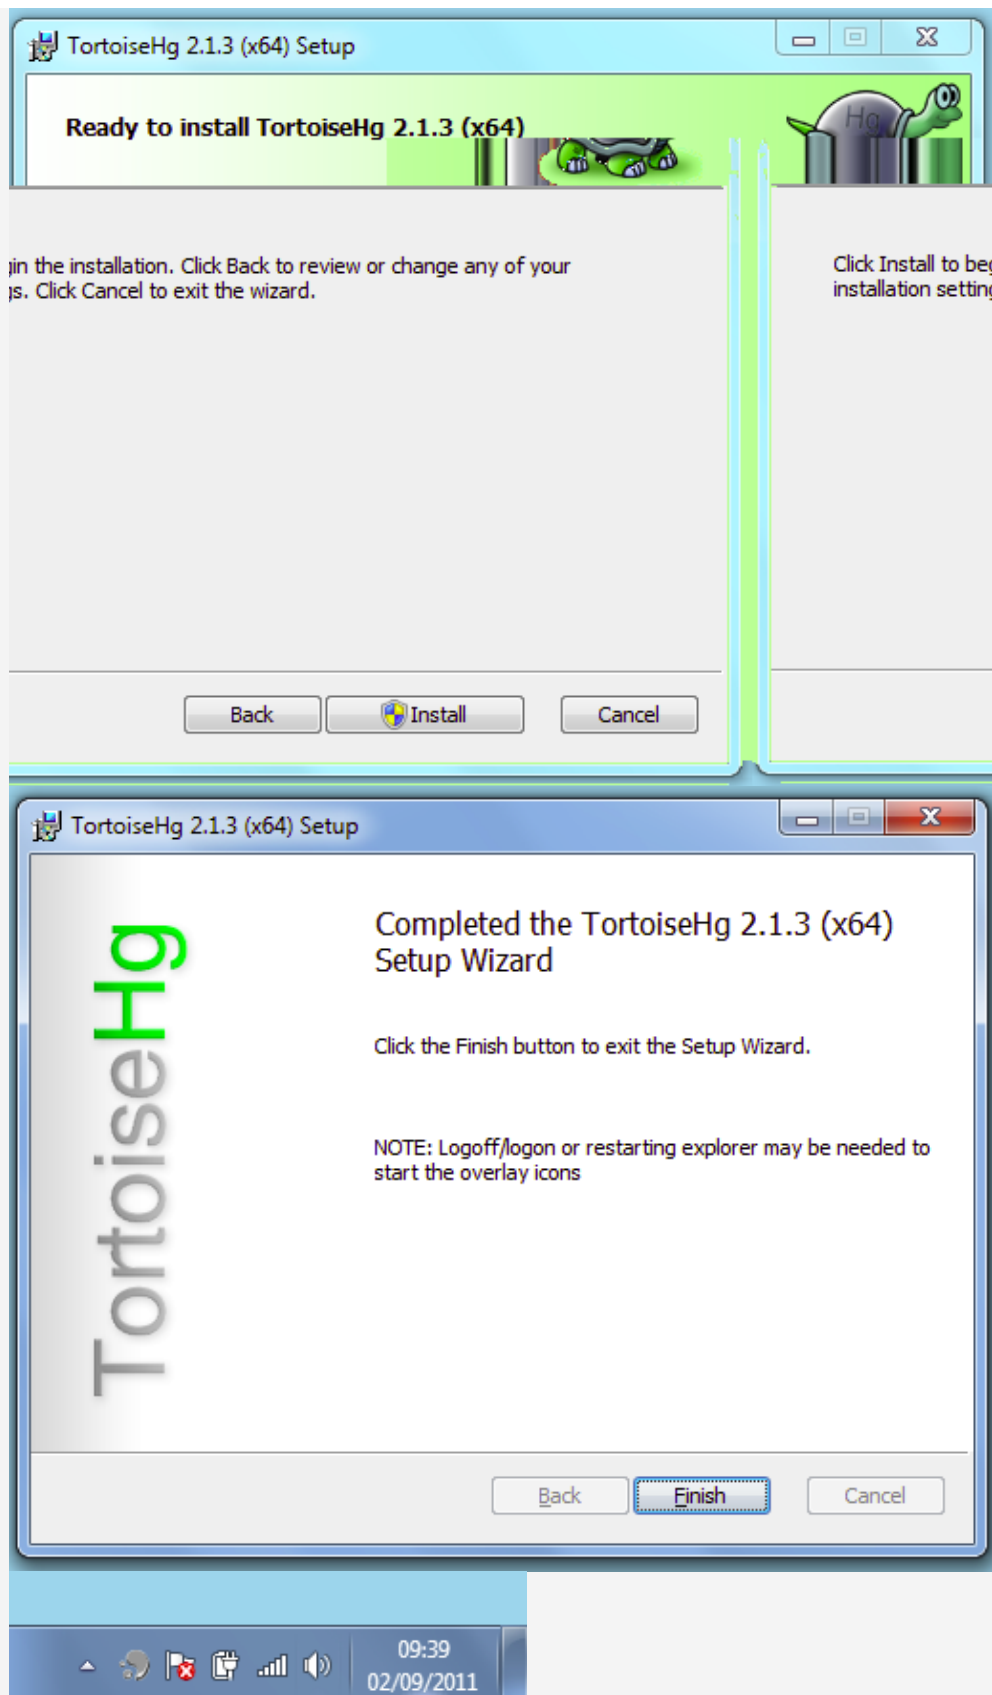 TortoiseHg 2.1.3 (x64) Setup
Ready to install TortoiseHg 2.1.3 (x64)
Hg
gin the installation. Click Back to review or change any of your
gs. Click Cancel to exit the wizard.
Click Install to beg
installation setting
Back
Install
Cancel
TortoiseHg 2.1.3 (x64) Setup
TortoiseHg
Completed the TortoiseHg 2.1.3 (x64)
Setup Wizard
Click the Finish button to exit the Setup Wizard.
NOTE: Logoff/logon or restarting explorer may be needed to
start the overlay icons
Back
Finish
Cancel
09:39
02/09/2011